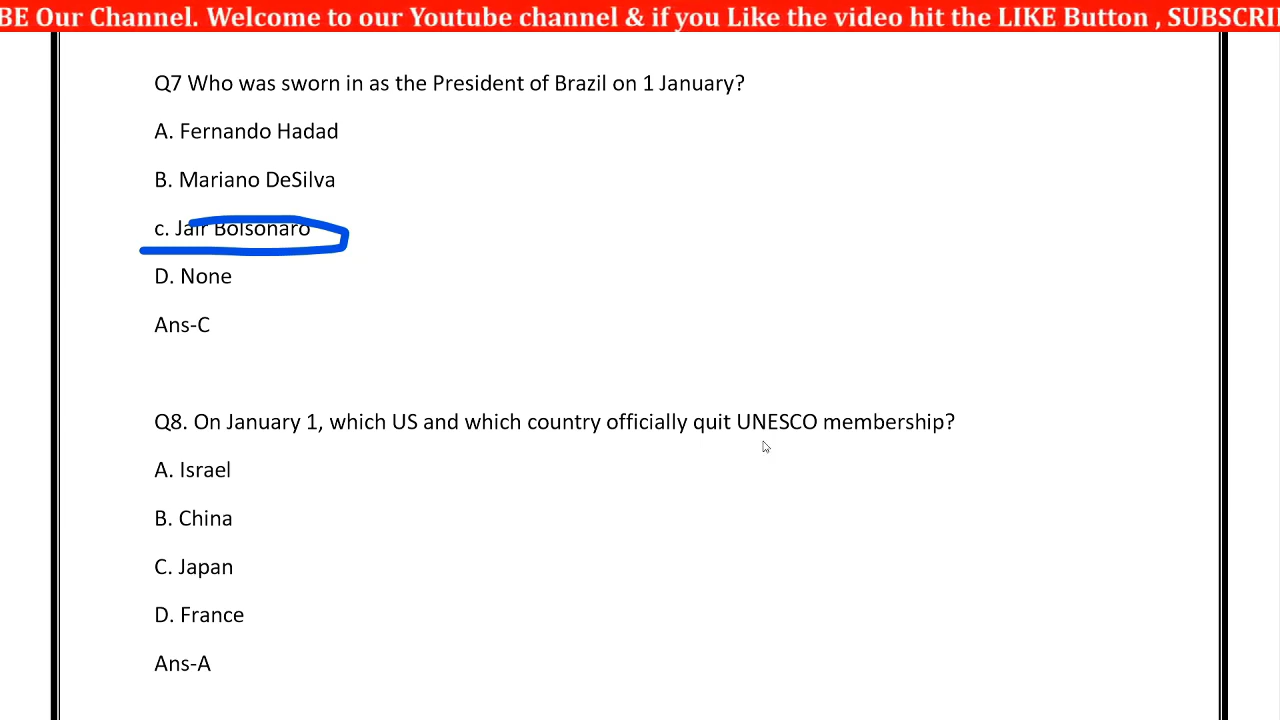 BE Our Channel. Welcome to our Youtube channel & if you Like the video hit the LIKE Button , SUBSCRI
Q7 Who was sworn in as the President of Brazil on 1 January?
A. Fernando Hadad
B. Mariano DeSilva
c. Jair Bolsonaro
D. None
Ans-C
Q8. On January 1, which US and which country officially quit UNESCO membership?
A. Israel
B. China
C. Japan
D. France
Ans-A